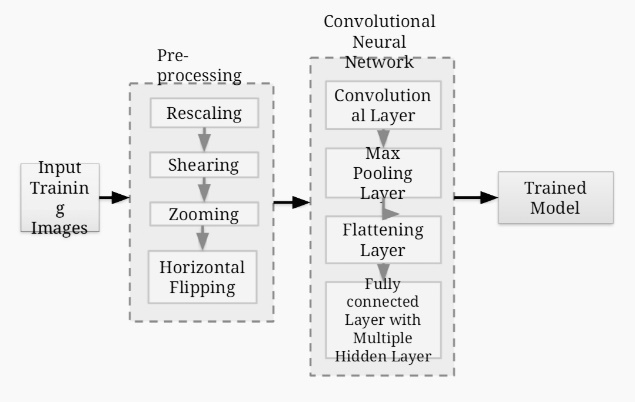 Input
Trainin
g
Images
Pre-
processing
Rescaling
Shearing
Zooming
Horizontal
Flipping
Convolutional
Neural
Network
Convolution
al Layer
Max
Pooling
Layer
Flattening
Layer
Fully
connected
Layer with
Multiple
Hidden Layer
Trained
Model